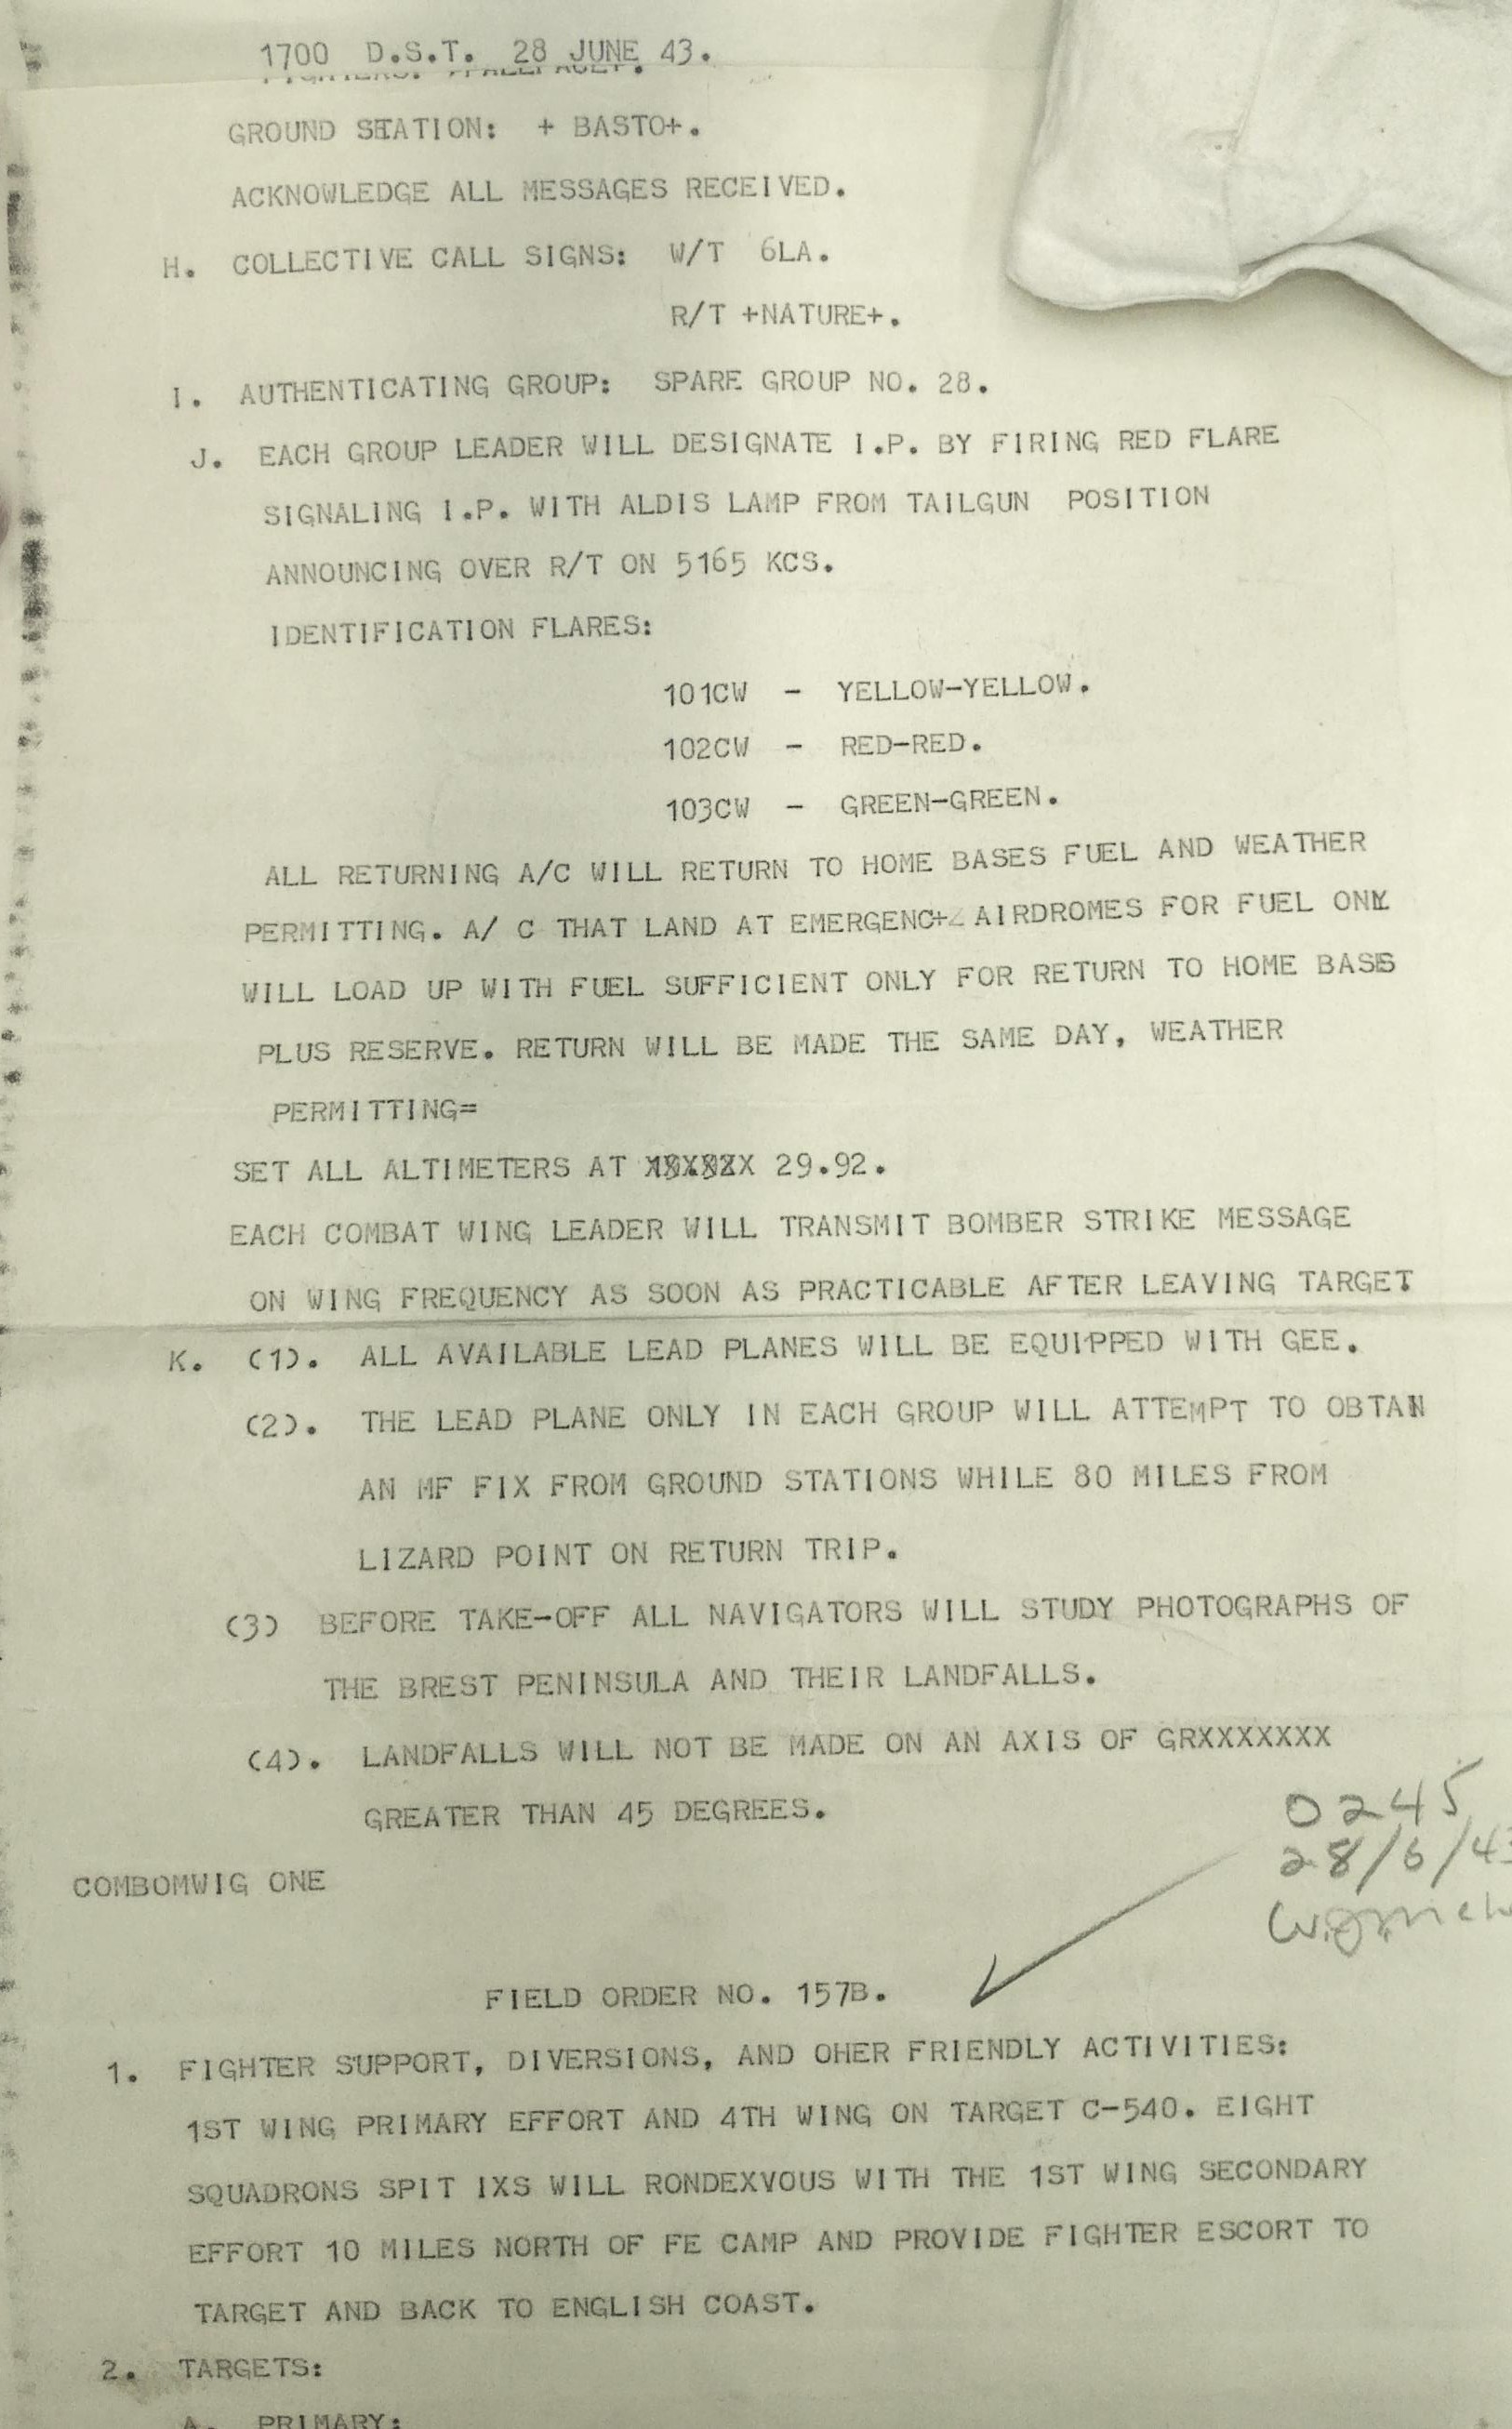 1700 D.S.T. 28 JUNE 43.
GROUND STATION: + BASTO+.
ACKNOWLEDGE ALL MESSAGES RECEIVED.
H. COLLECTIVE CALL SIGNS: W/T 6LA.
R/T +NATURE+.
I. AUTHENTICATING GROUP: SPARE GROUP NO. 28.
J. EACH GROUP LEADER WILL DESIGNATE I.P. BY FIRING RED FLARE
SIGNALING I.P. WITH ALDIS LAMP FROM TAILGUN POSITION
ANNOUNCING OVER R/T ON 5165 KCS.
IDENTIFICATION FLARES:
101CW - YELLOW-YELLOW.
102CW - RED-RED.
103CW - GREEN-GREEN.
ALL RETURNING A/C WILL RETURN TO HOME BASES FUEL AND WEATHER
PERMITTING. A/ C THAT LAND AT EMERGENC+ AIRDROMES FOR FUEL ONLY
WILL LOAD UP WITH FUEL SUFFICIENT ONLY FOR RETURN TO HOME BASES
PLUS RESERVE. RETURN WILL BE MADE THE SAME DAY, WEATHER
PERMITTING=
SET ALL ALTIMETERS AT 29.92.
EACH COMBAT WING LEADER WILL TRANSMIT BOMBER STRIKE MESSAGE
ON WING FREQUENCY AS SOON AS PRACTICABLE AFTER LEAVING TARGET
K. (1). ALL AVAILABLE LEAD PLANES WILL BE EQUIPPED WITH GEE.
(2). THE LEAD PLANE ONLY IN EACH GROUP WILL ATTEMPT TO OBTAIN
AN MF FIX FROM GROUND STATIONS WHILE 80 MILES FROM
LIZARD POINT ON RETURN TRIP.
(3) BEFORE TAKE-OFF ALL NAVIGATORS WILL STUDY PHOTOGRAPHS OF
THE BREST PENINSULA AND THEIR LANDFALLS.
(4). LANDFALLS WILL NOT BE MADE ON AN AXIS OF GRXXXXXXX
GREATER THAN 45 DEGREES.
0245
28/6/43
COMBOMWIG ONE
FIELD ORDER NO. 157B.
1. FIGHTER SUPPORT, DIVERSIONS, AND OHER FRIENDLY ACTIVITIES:
1ST WING PRIMARY EFFORT AND 4TH WING ON TARGET C-540. EIGHT
SQUADRONS SPIT IXS WILL RONDEXVOUS WITH THE 1ST WING SECONDARY
EFFORT 10 MILES NORTH OF FE CAMP AND PROVIDE FIGHTER ESCORT TO
TARGET AND BACK TO ENGLISH COAST.
2. TARGETS:
A. PRIMARY: